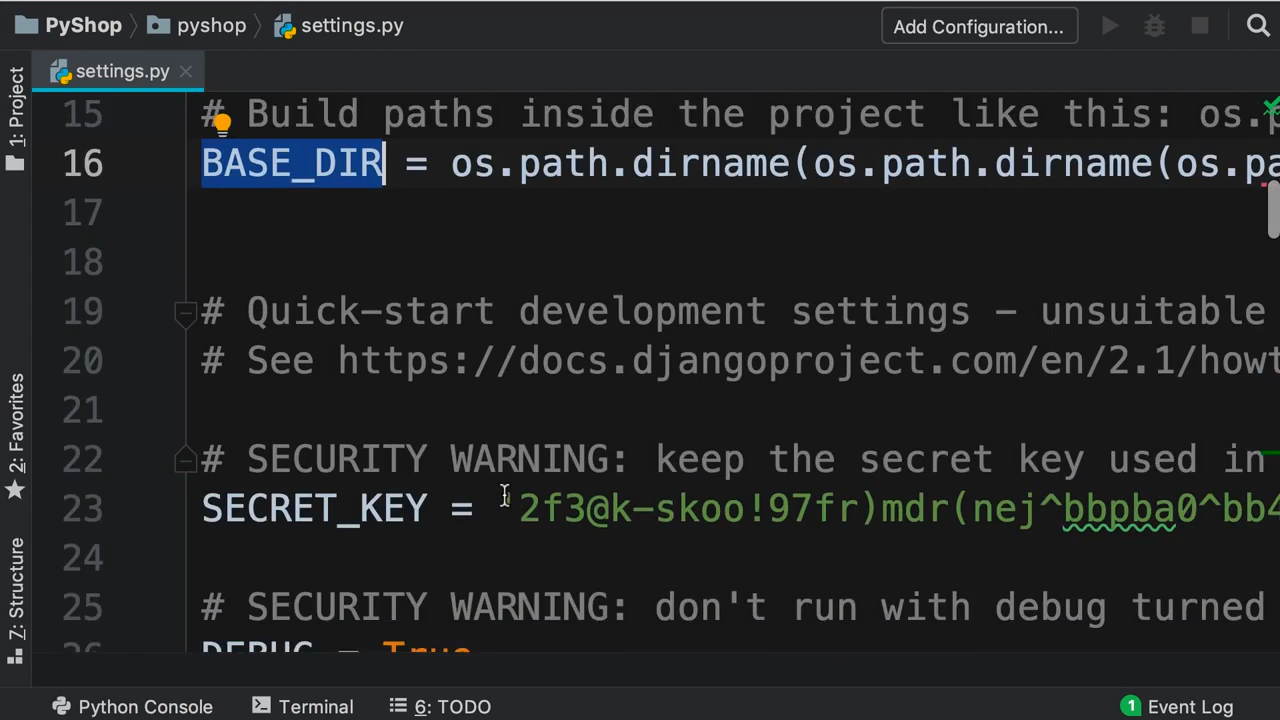 PyShop pyshop settings.py Add Configuration...
settings.py
1: Project
2: Favorites
7: Structure
15 # Build paths inside the project like this: os.p
16 BASE_DIR = os.path.dirname(os.path.dirname(os.pa
17
18
19 # Quick-start development settings - unsuitable
20 # See https://docs.djangoproject.com/en/2.1/howt
21
22 # SECURITY WARNING: keep the secret key used in
23 SECRET_KEY = '2f3@k-skoo!97fr)mdr(nej^bbpba0^bb4
24
25 # SECURITY WARNING: don't run with debug turned
26 DEBUG = True
Python Console Terminal 6: TODO 1 Event Log